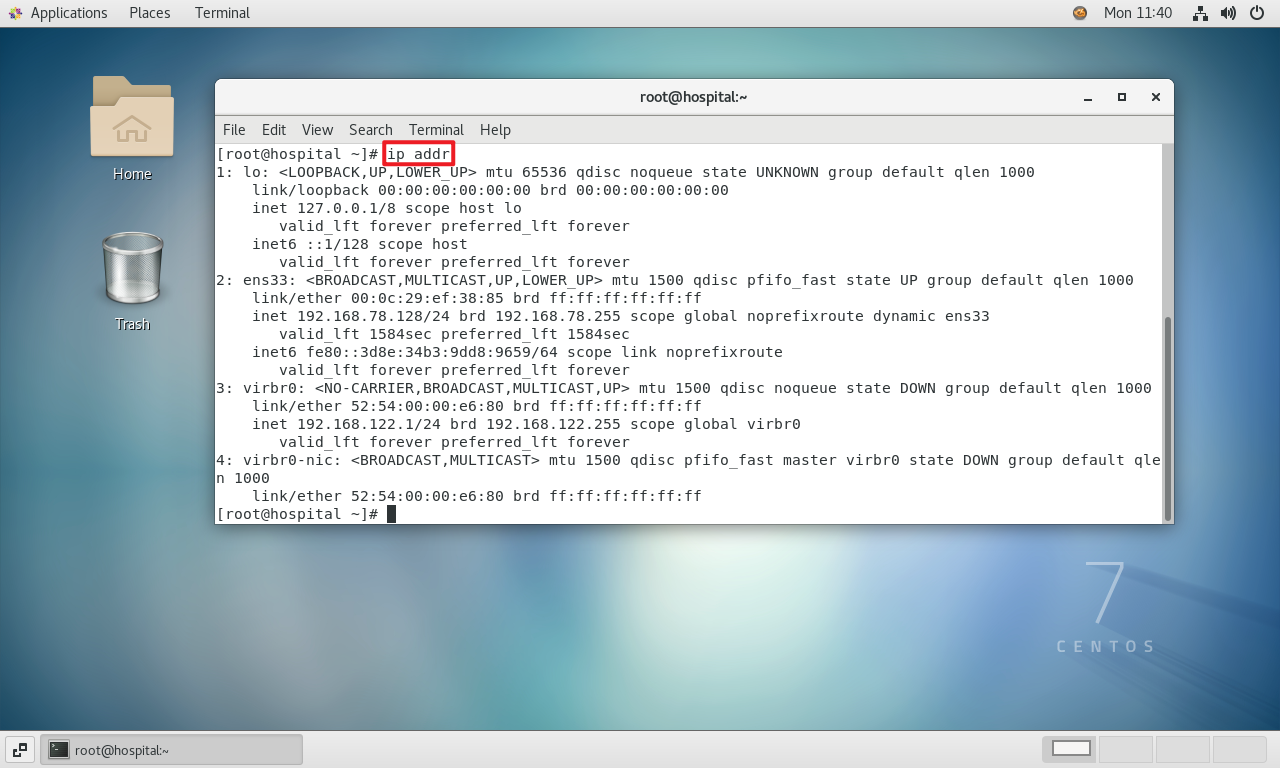 Applications Places Terminal Mon 11:40
Home
Trash
root@hospital:~
File Edit View Search Terminal Help
[root@hospital ~]# ip addr
1: lo: <LOOPBACK,UP,LOWER_UP> mtu 65536 qdisc noqueue state UNKNOWN group default qlen 1000
    link/loopback 00:00:00:00:00:00 brd 00:00:00:00:00:00
    inet 127.0.0.1/8 scope host lo
       valid_lft forever preferred_lft forever
    inet6 ::1/128 scope host
       valid_lft forever preferred_lft forever
2: ens33: <BROADCAST,MULTICAST,UP,LOWER_UP> mtu 1500 qdisc pfifo_fast state UP group default qlen 1000
    link/ether 00:0c:29:ef:38:85 brd ff:ff:ff:ff:ff:ff
    inet 192.168.78.128/24 brd 192.168.78.255 scope global noprefixroute dynamic ens33
       valid_lft 1584sec preferred_lft 1584sec
    inet6 fe80::3d8e:34b3:9dd8:9659/64 scope link noprefixroute
       valid_lft forever preferred_lft forever
3: virbr0: <NO-CARRIER,BROADCAST,MULTICAST,UP> mtu 1500 qdisc noqueue state DOWN group default qlen 1000
    link/ether 52:54:00:00:e6:80 brd ff:ff:ff:ff:ff:ff
    inet 192.168.122.1/24 brd 192.168.122.255 scope global virbr0
       valid_lft forever preferred_lft forever
4: virbr0-nic: <BROADCAST,MULTICAST> mtu 1500 qdisc pfifo_fast master virbr0 state DOWN group default qle
n 1000
    link/ether 52:54:00:00:e6:80 brd ff:ff:ff:ff:ff:ff
[root@hospital ~]#
7
CENTOS
root@hospital:~